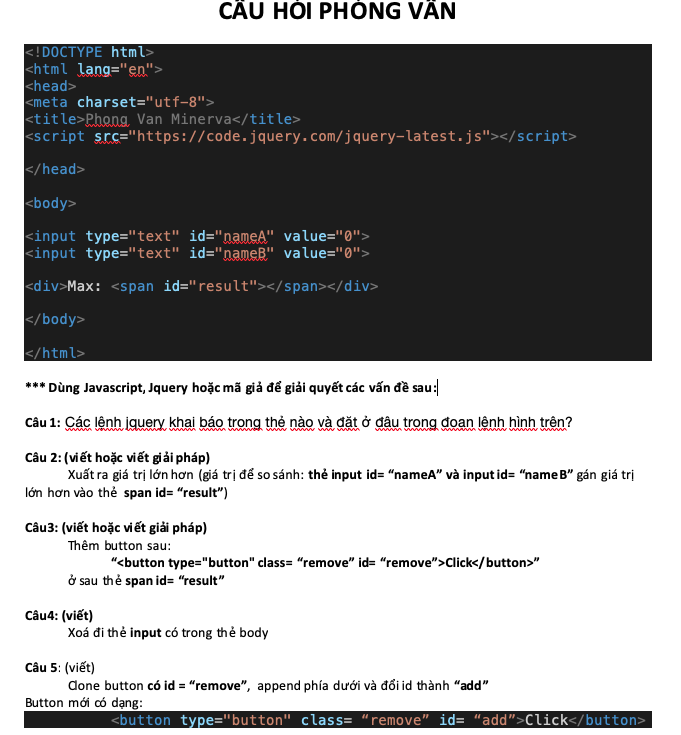 CÂU HỎI PHỎNG VẤN
<!DOCTYPE html>
<html lang="en">
<head>
<meta charset="utf-8">
<title>Phong Van Minerva</title>
<script src="https://code.jquery.com/jquery-latest.js"></script>
</head>
<body>
<input type="text" id="nameA" value="0">
<input type="text" id="nameB" value="0">
<div>Max: <span id="result"></span></div>
</body>
</html>
*** Dùng Javascript, Jquery hoặc mã giả để giải quyết các vấn đề sau:
Câu 1: Các lệnh jquery khai báo trong thẻ nào và đặt ở đâu trong đoạn lệnh hình trên?
Câu 2: (viết hoặc viết giải pháp)
Xuất ra giá trị lớn hơn (giá trị để so sánh: thẻ input id= “nameA” và input id= “nameB” gán giá trị
lớn hơn vào thẻ span id= “result”)
Câu3: (viết hoặc viết giải pháp)
Thêm button sau:
“<button type="button" class= “remove” id= “remove”>Click</button>”
ở sau thẻ span id= “result”
Câu4: (viết)
Xoá đi thẻ input có trong thẻ body
Câu 5: (viết)
Clone button có id = “remove”, append phía dưới và đổi id thành “add”
Button mới có dạng:
<button type="button" class= “remove” id= “add”>Click</button>